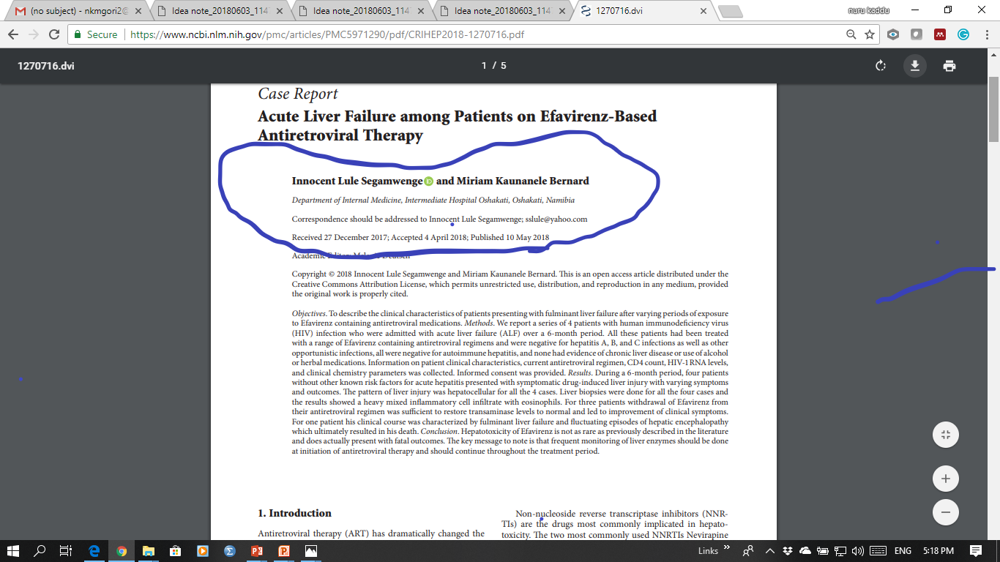 (no subject) - nkmgori2@
Idea note_20180603_114
Idea note_20180603_114
Idea note_20180603_114
1270716.dvi
nuru kaddu
Secure
https://www.ncbi.nlm.nih.gov/pmc/articles/PMC5971290/pdf/CRIHEP2018-1270716.pdf
1270716.dvi
1 / 5
Case Report
Acute Liver Failure among Patients on Efavirenz-Based
Antiretroviral Therapy
Innocent Lule Segamwenge iD and Miriam Kaunanele Bernard
Department of Internal Medicine, Intermediate Hospital Oshakati, Oshakati, Namibia
Correspondence should be addressed to Innocent Lule Segamwenge; sslule@yahoo.com
Received 27 December 2017; Accepted 4 April 2018; Published 10 May 2018
Academic Editor: Melanie Deutsch
Copyright © 2018 Innocent Lule Segamwenge and Miriam Kaunanele Bernard. This is an open access article distributed under the
Creative Commons Attribution License, which permits unrestricted use, distribution, and reproduction in any medium, provided
the original work is properly cited.
Objectives. To describe the clinical characteristics of patients presenting with fulminant liver failure after varying periods of exposure
to Efavirenz containing antiretroviral medications. Methods. We report a series of 4 patients with human immunodeficiency virus
(HIV) infection who were admitted with acute liver failure (ALF) over a 6-month period. All these patients had been treated
with a range of Efavirenz containing antiretroviral regimens and were negative for hepatitis A, B, and C infections as well as other
opportunistic infections, all were negative for autoimmune hepatitis, and none had evidence of chronic liver disease or use of alcohol
or herbal medications. Information on patient clinical characteristics, current antiretroviral regimen, CD4 count, HIV-1 RNA levels,
and clinical chemistry parameters was collected. Informed consent was provided. Results. During a 6-month period, four patients
without other known risk factors for acute hepatitis presented with symptomatic drug-induced liver injury with varying symptoms
and outcomes. The pattern of liver injury was hepatocellular for all the 4 cases. Liver biopsies were done for all the four cases and
the results showed a heavy mixed inflammatory cell infiltrate with eosinophils. For three patients withdrawal of Efavirenz from
their antiretroviral regimen was sufficient to restore transaminase levels to normal and led to improvement of clinical symptoms.
For one patient his clinical course was characterized by fulminant liver failure and fluctuating episodes of hepatic encephalopathy
which ultimately resulted in his death. Conclusion. Hepatotoxicity of Efavirenz is not as rare as previously described in the literature
and does actually present with fatal outcomes. The key message to note is that frequent monitoring of liver enzymes should be done
at initiation of antiretroviral therapy and should continue throughout the treatment period.
1. Introduction
Antiretroviral therapy (ART) has dramatically changed the
Non-nucleoside reverse transcriptase inhibitors (NNR-
TIs) are the drugs most commonly implicated in hepato-
toxicity. The two most commonly used NNRTIs Nevirapine
Links
ENG
5:18 PM